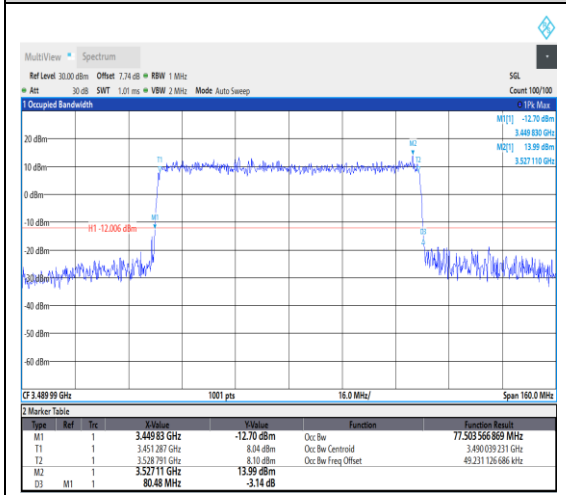 MultiView Spectrum
Ref Level 30.00 dBm Offset 7.74 dB RBW 1 MHz SGL
Att 30 dB SWT 1.01 ms VBW 2 MHz Mode Auto Sweep Count 100/100
1 Occupied Bandwidth 1Pk Max
M1[1] -12.70 dBm
3.449 830 GHz
M2[1] 13.99 dBm
3.527 110 GHz
20 dBm
M2
T1 T2
10 dBm
0 dBm
M1
-10 dBm
H1 -12.006 dBm
D3
-20 dBm
-30 dBm
-40 dBm
-50 dBm
-60 dBm
CF 3.489 99 GHz 1001 pts 16.0 MHz/ Span 160.0 MHz
2 Marker Table
Type Ref Trc X-Value Y-Value Function Function Result
M1 1 3.449 83 GHz -12.70 dBm Occ Bw 77.503 566 869 MHz
T1 1 3.451 287 GHz 8.04 dBm Occ Bw Centroid 3.490 039 231 GHz
T2 1 3.528 791 GHz 8.10 dBm Occ Bw Freq Offset 49.231 126 686 kHz
M2 1 3.527 11 GHz 13.99 dBm
D3 M1 1 80.48 MHz -3.14 dB